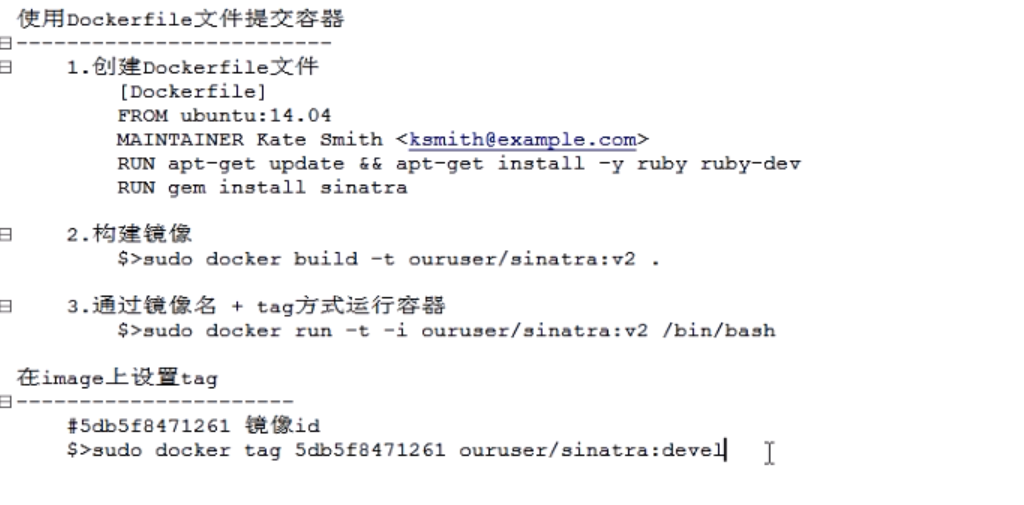 使用Dockerfile文件提交容器
--------------------------
1.创建Dockerfile文件
[Dockerfile]
FROM ubuntu:14.04
MAINTAINER Kate Smith <ksmith@example.com>
RUN apt-get update && apt-get install -y ruby ruby-dev
RUN gem install sinatra
2.构建镜像
$>sudo docker build -t ouruser/sinatra:v2 .
3.通过镜像名 + tag方式运行容器
$>sudo docker run -t -i ouruser/sinatra:v2 /bin/bash
在image上设置tag
----------------------
#5db5f8471261 镜像id
$>sudo docker tag 5db5f8471261 ouruser/sinatra:devel